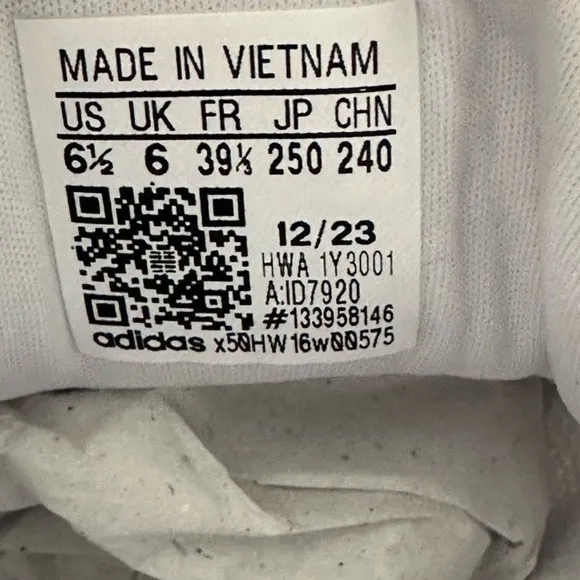 MADE IN VIETNAM
US UK FR JP CHN
6½ 6 39⅓ 250 240
12/23
HWA 1Y3001
A:ID7920
#133958146
adidas x5QHW16w00575